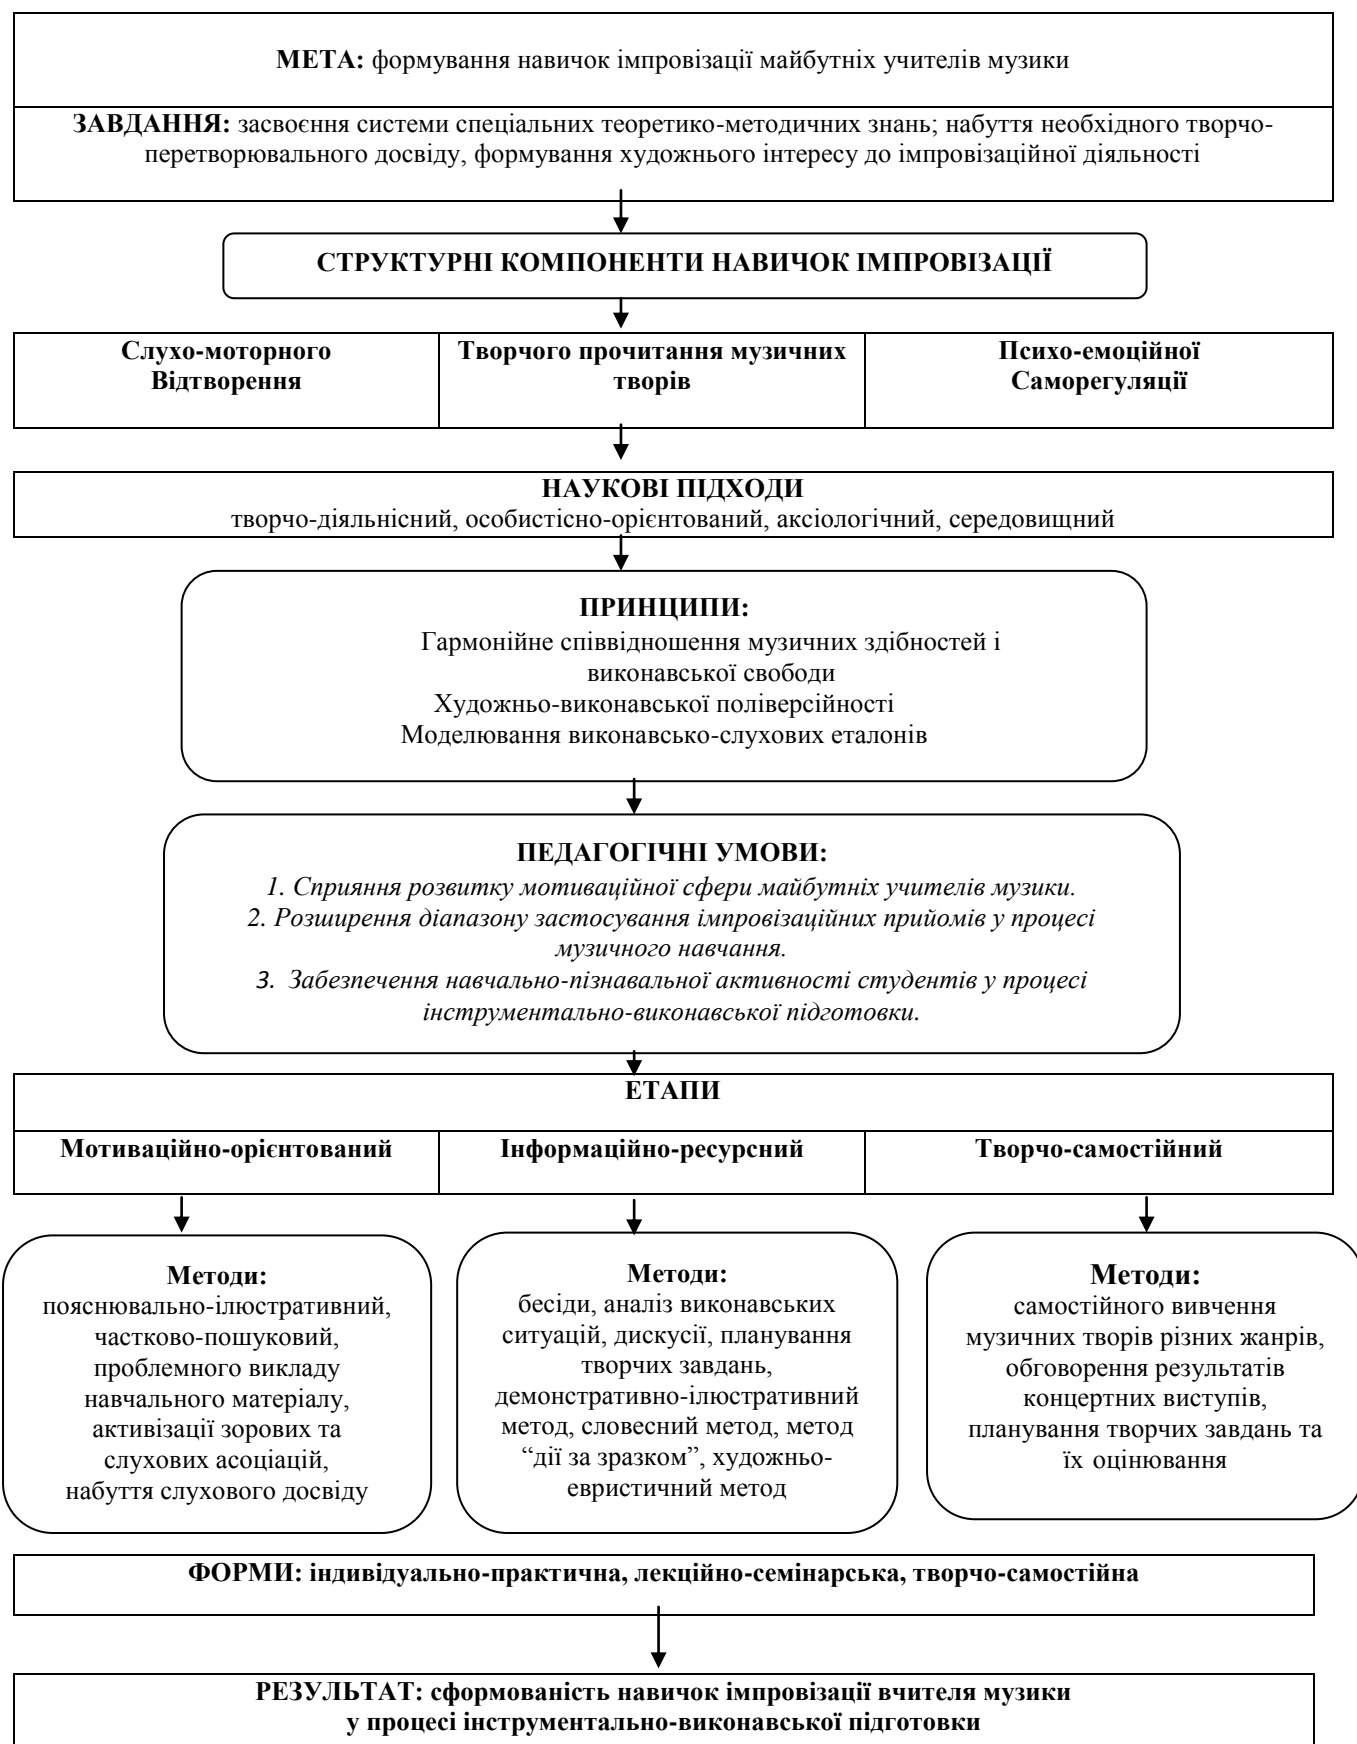 МЕТА: формування навичок імпровізації майбутніх учителів музики
ЗАВДАННЯ: засвоєння системи спеціальних теоретико-методичних знань; набуття необхідного творчо-
перетворювального досвіду, формування художнього інтересу до імпровізаційної діяльності
СТРУКТУРНІ КОМПОНЕНТИ НАВИЧОК ІМПРОВІЗАЦІЇ
Слухо-моторного
Відтворення
Творчого прочитання музичних
творів
Психо-емоційної
Саморегуляції
НАУКОВІ ПІДХОДИ
творчо-діяльнісний, особистісно-орієнтований, аксіологічний, середовищний
ПРИНЦИПИ:
Гармонійне співвідношення музичних здібностей і
виконавської свободи
Художньо-виконавської поліверсійності
Моделювання виконавсько-слухових еталонів
ПЕДАГОГІЧНІ УМОВИ:
1. Сприяння розвитку мотиваційної сфери майбутніх учителів музики.
2. Розширення діапазону застосування імпровізаційних прийомів у процесі
музичного навчання.
3. Забезпечення навчально-пізнавальної активності студентів у процесі
інструментально-виконавської підготовки.
ЕТАПИ
Мотиваційно-орієнтований
Інформаційно-ресурсний
Творчо-самостійний
Методи:
пояснювально-ілюстративний,
частково-пошуковий,
проблемного викладу
навчального матеріалу,
активізації зорових та
слухових асоціацій,
набуття слухового досвіду
Методи:
бесіди, аналіз виконавських
ситуацій, дискусії, планування
творчих завдань,
демонстративно-ілюстративний
метод, словесний метод, метод
“дії за зразком”, художньо-
евристичний метод
Методи:
самостійного вивчення
музичних творів різних жанрів,
обговорення результатів
концертних виступів,
планування творчих завдань та
їх оцінювання
ФОРМИ: індивідуально-практична, лекційно-семінарська, творчо-самостійна
РЕЗУЛЬТАТ: сформованість навичок імпровізації вчителя музики
у процесі інструментально-виконавської підготовки